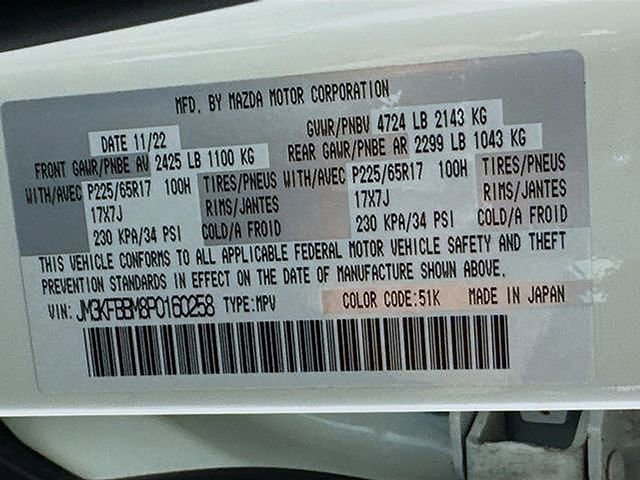 MFD. BY MAZDA MOTOR CORPORATION
DATE 11/22 GVWR/PNBV 4724 LB 2143 KG
FRONT GAWR/PNBE AV 2425 LB 1100 KG REAR GAWR/PNBE AR 2299 LB 1043 KG
WITH/AVEC P225/65R17 100H TIRES/PNEUS WITH/AVEC P225/65R17 100H TIRES/PNEUS
17X7J RIMS/JANTES 17X7J RIMS/JANTES
230 KPA/34 PSI COLD/A FROID 230 KPA/34 PSI COLD/A FROID
THIS VEHICLE CONFORMS TO ALL APPLICABLE FEDERAL MOTOR VEHICLE SAFETY AND THEFT
PREVENTION STANDARDS IN EFFECT ON THE DATE OF MANUFACTURE SHOWN ABOVE.
VIN: JM3KFBBM8P0160258 TYPE:MPV COLOR CODE:51K MADE IN JAPAN